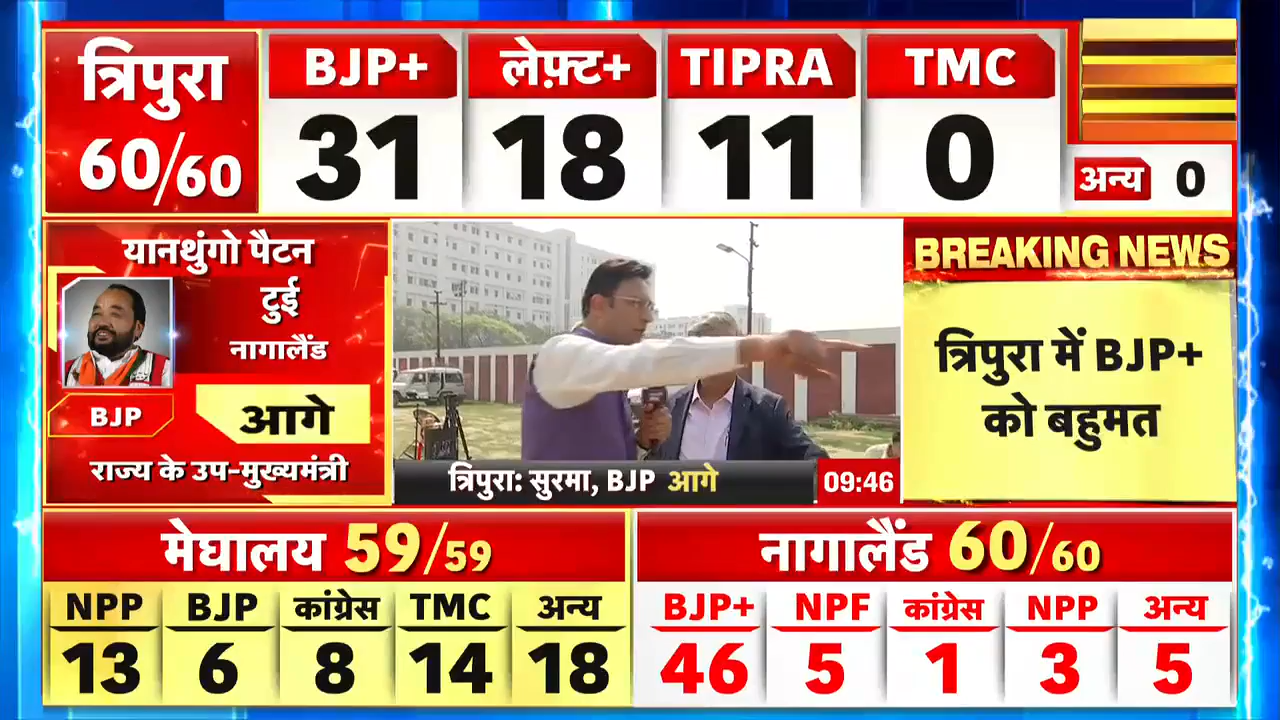 त्रिपुरा
60/60
BJP+ लेफ़्ट+ TIPRA TMC
31 18 11 0
अन्य 0
यानथुंगो पैटन
टुई
नागालैंड
BJP
आगे
राज्य के उप-मुख्यमंत्री
त्रिपुरा: सुरमा, BJP आगे
09:46
BREAKING NEWS
त्रिपुरा में BJP+
को बहुमत
मेघालय 59/59
NPP BJP कांग्रेस TMC अन्य
13 6 8 14 18
नागालैंड 60/60
BJP+ NPF कांग्रेस NPP अन्य
46 5 1 3 5